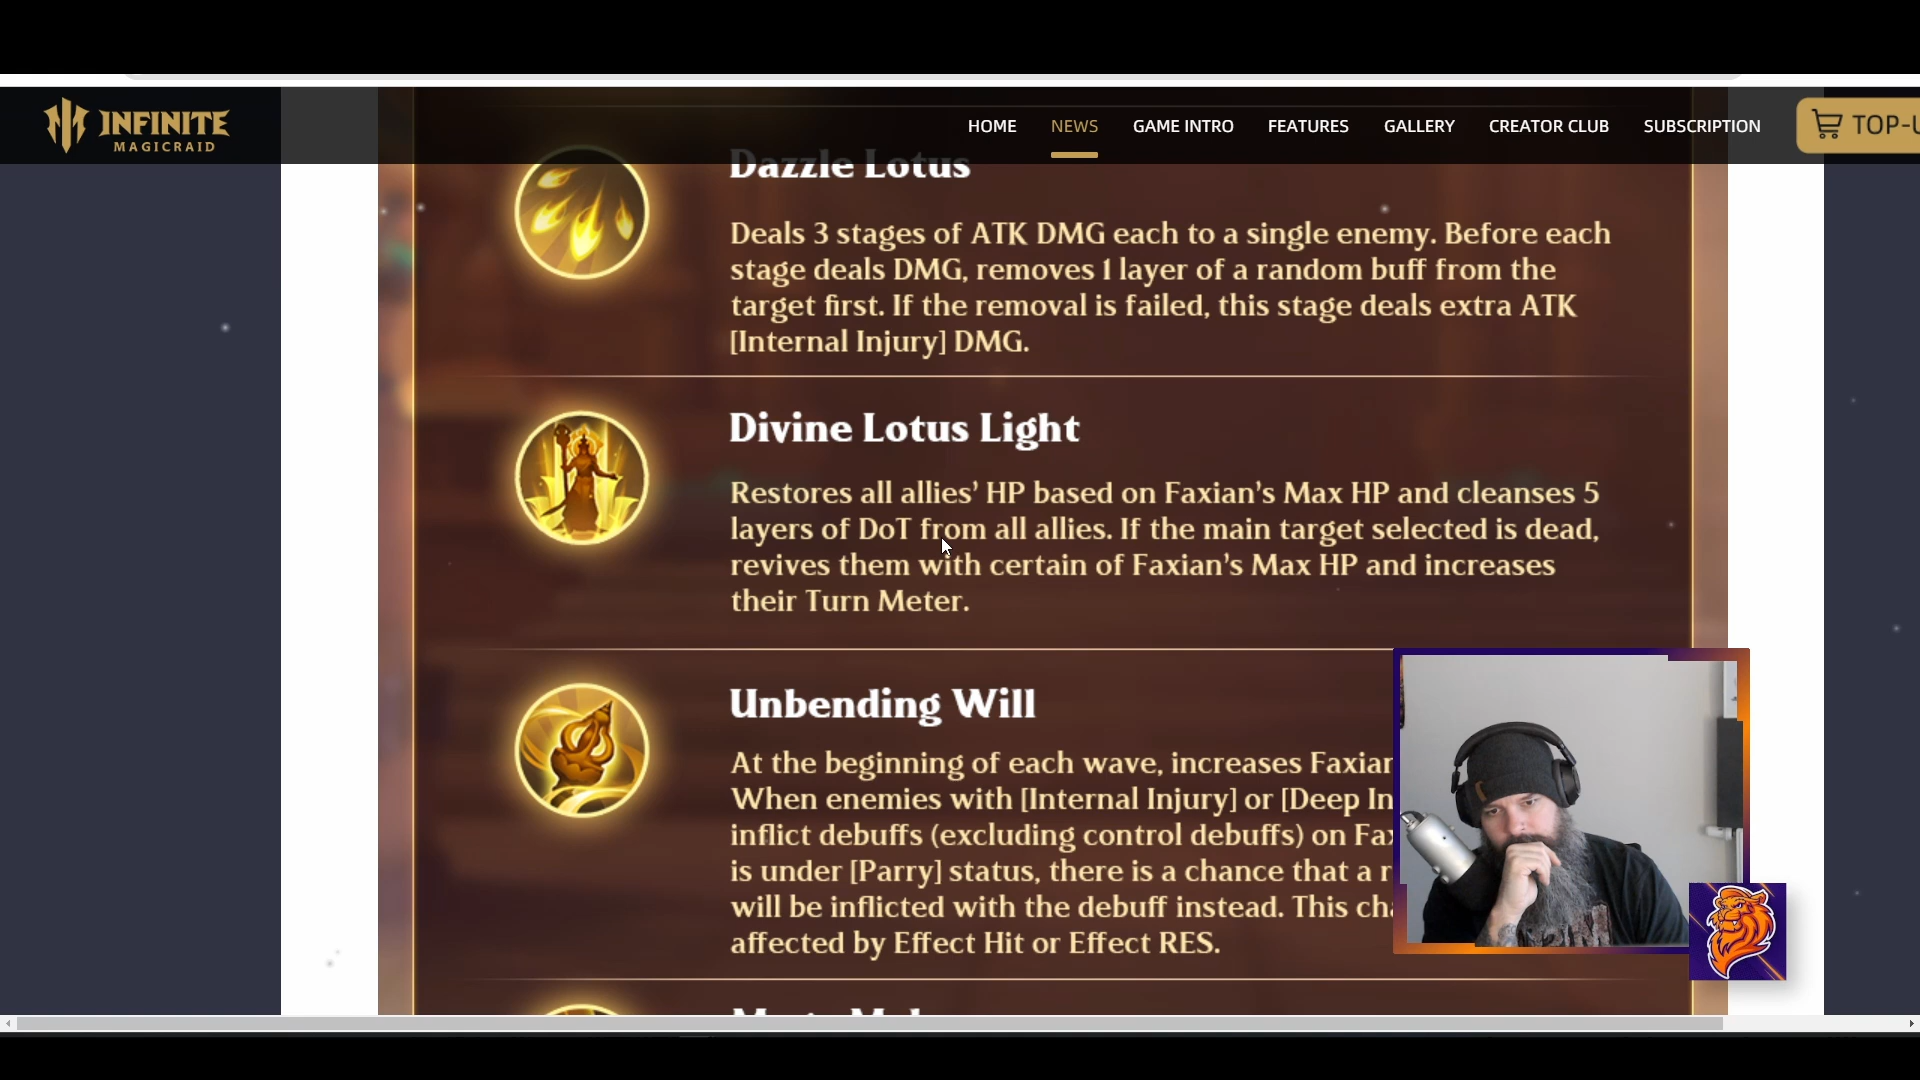 INFINITE
MAGICRAID
HOME NEWS GAME INTRO FEATURES GALLERY CREATOR CLUB SUBSCRIPTION
Dazzle Lotus
Deals 3 stages of ATK DMG each to a single enemy. Before each
stage deals DMG, removes 1 layer of a random buff from the
target first. If the removal is failed, this stage deals extra ATK
[Internal Injury] DMG.
Divine Lotus Light
Restores all allies' HP based on Faxian's Max HP and cleanses 5
layers of DoT from all allies. If the main target selected is dead,
revives them with certain of Faxian's Max HP and increases
their Turn Meter.
Unbending Will
At the beginning of each wave, increases
When enemies with [Internal Injury] or [Deep
inflict debuffs (excluding control debuffs) on
is under [Parry] status, there is a chance that a
will be inflicted with the debuff instead. This
affected by Effect Hit or Effect RES.